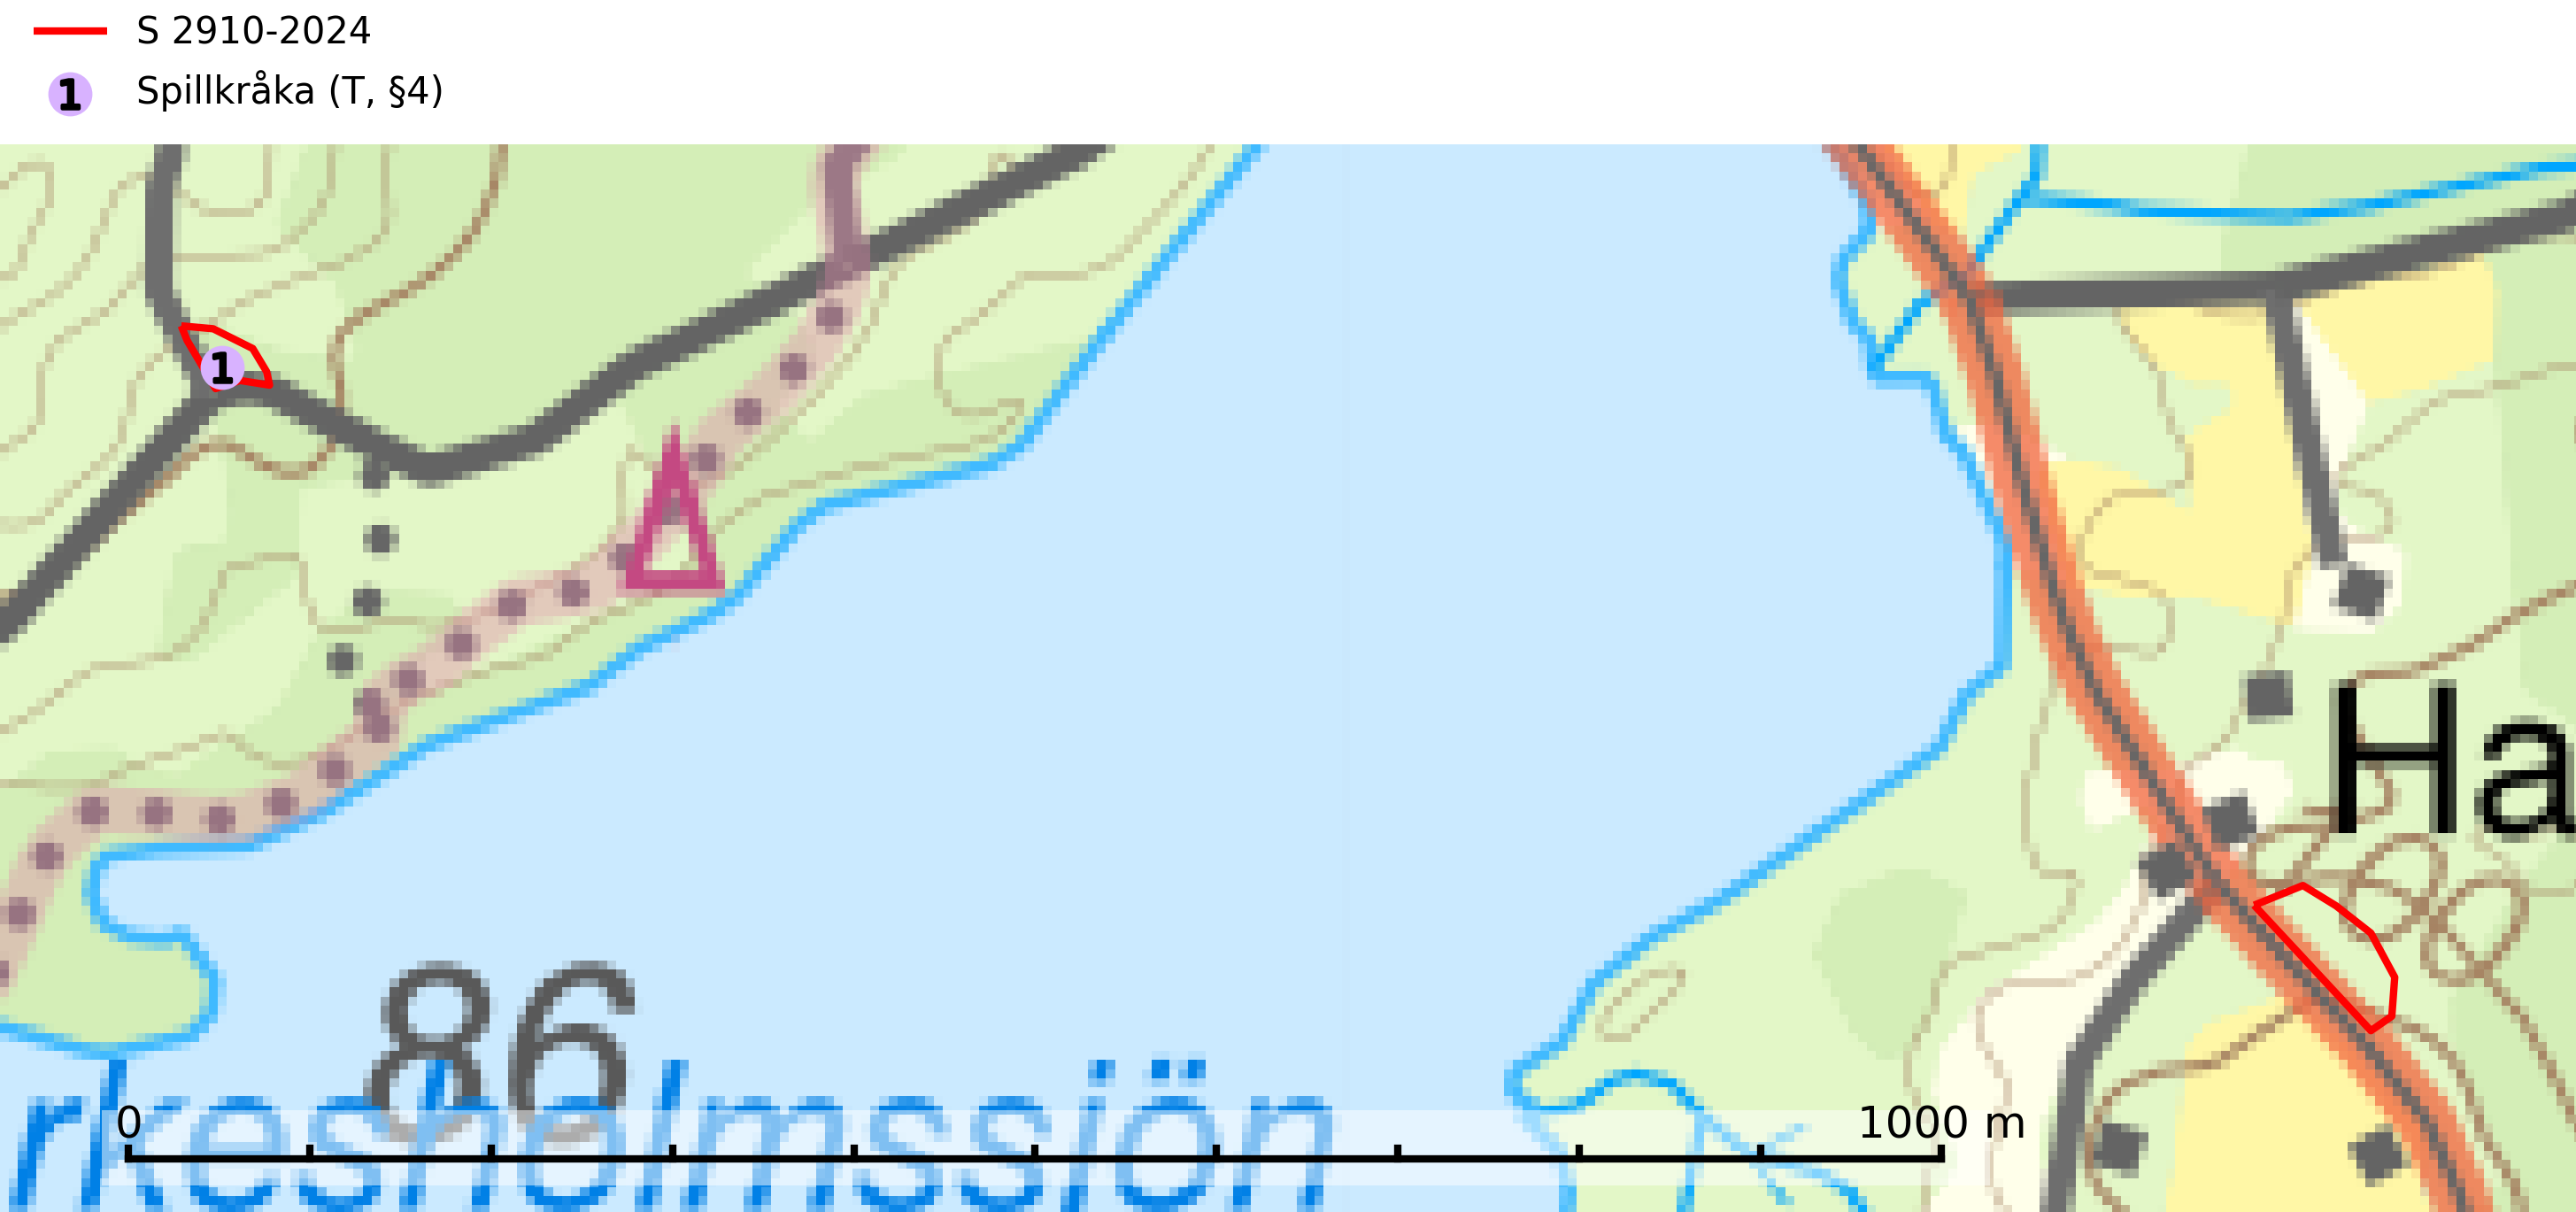 S 2910-2024
1 Spillkråka (T, §4)
1
Ha
86
rkesholmssjön
0 1000 m